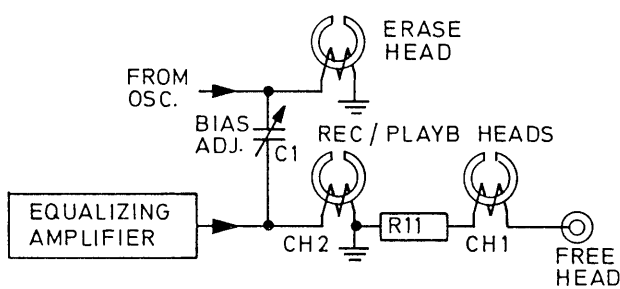 ERASE
HEAD
FROM
OSC.
BIAS
ADJ.
C1
REC/PLAYB HEADS
EQUALIZING
AMPLIFIER
CH2
R11
CH1
FREE
HEAD